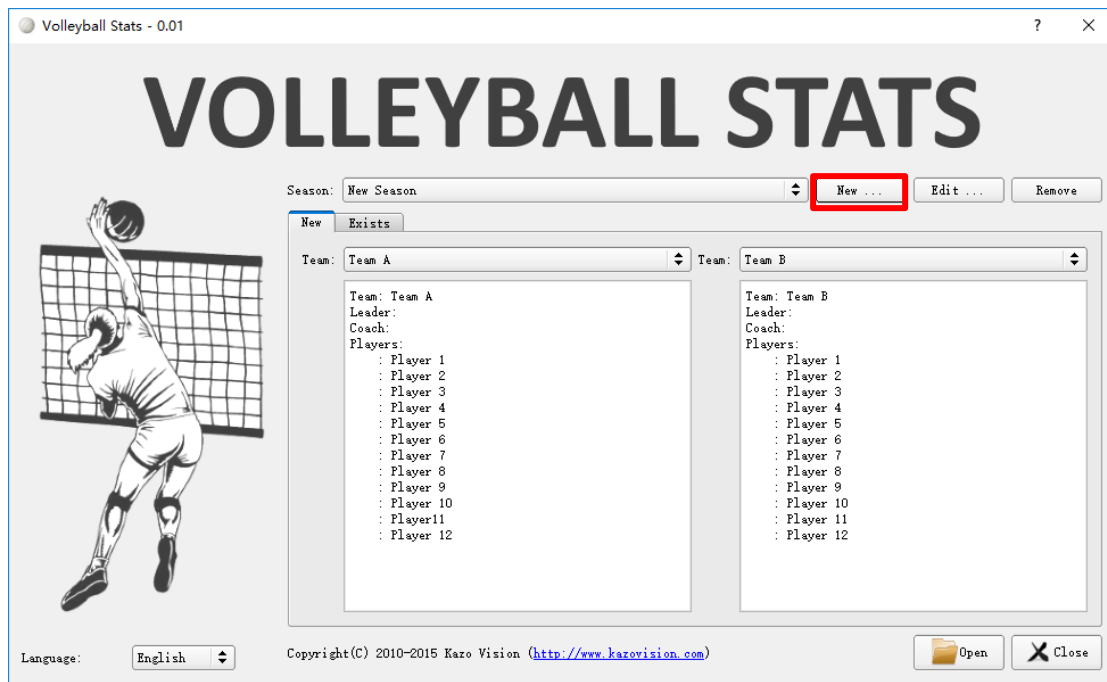 Volleyball Stats - 0.01
VOLLEYBALL STATS
Season: New Season New ... Edit ... Remove
New Exists
Team: Team A Team: Team B
Team: Team A
Leader:
Coach:
Players:
: Player 1
: Player 2
: Player 3
: Player 4
: Player 5
: Player 6
: Player 7
: Player 8
: Player 9
: Player 10
: Player11
: Player 12
Team: Team B
Leader:
Coach:
Players:
: Player 1
: Player 2
: Player 3
: Player 4
: Player 5
: Player 6
: Player 7
: Player 8
: Player 9
: Player 10
: Player 11
: Player 12
Language: English Copyright(C) 2010-2015 Kazo Vision (http://www.kazovision.com) Open Close